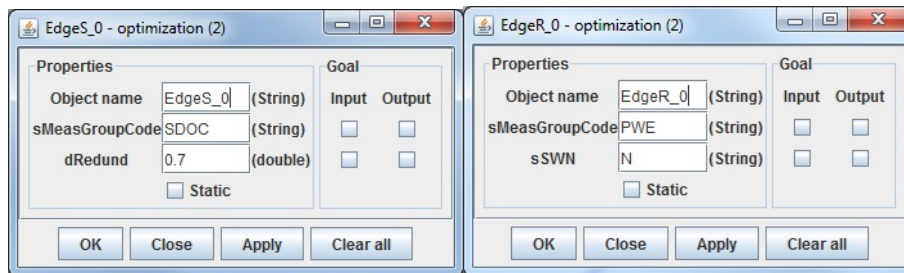 EdgeS_0 - optimization (2)
Properties
Goal
Object name EdgeS_0 (String) Input Output
sMeasGroupCode SDOC (String)
dRedund 0.7 (double)
Static
OK Close Apply Clear all
EdgeR_0 - optimization (2)
Properties
Goal
Object name EdgeR_0 (String) Input Output
sMeasGroupCode PWE (String)
sSWN N (String)
Static
OK Close Apply Clear all